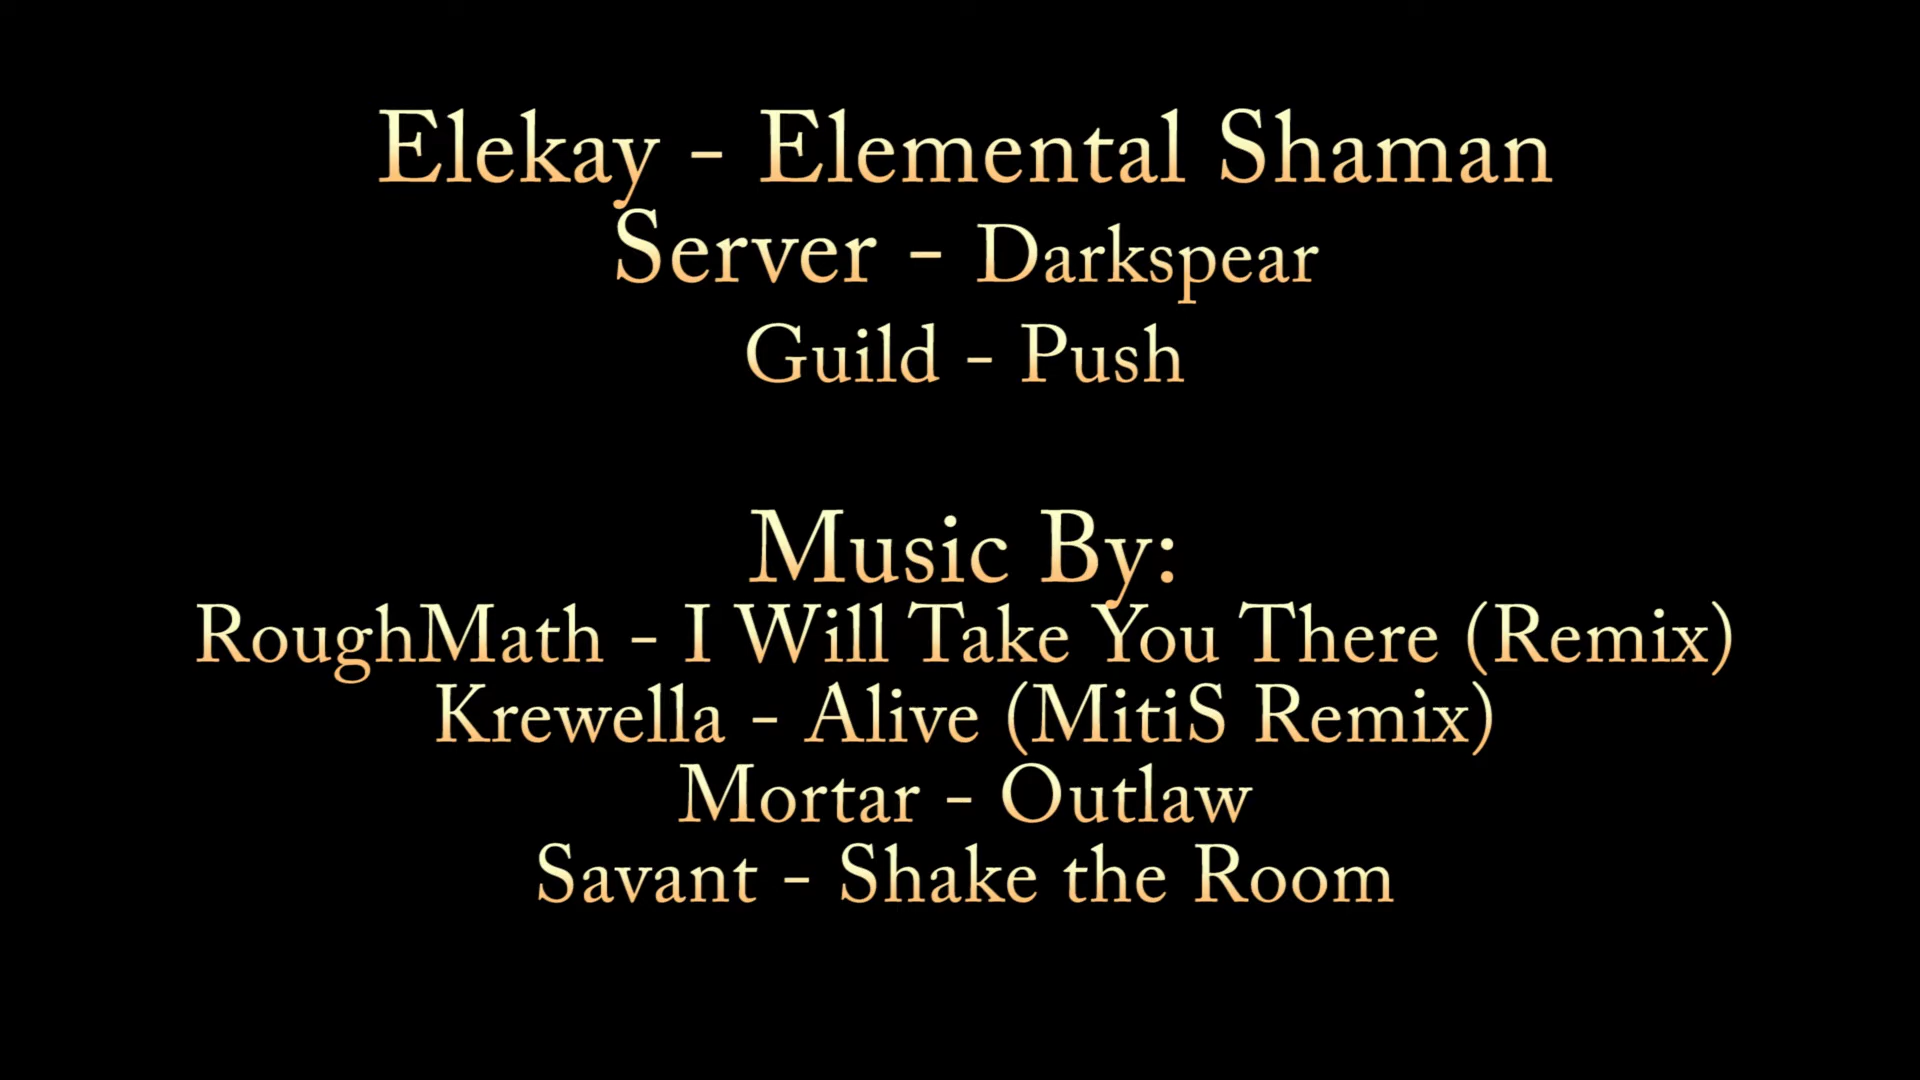 Elekay - Elemental Shaman
Server - Darkspear
Guild - Push
Music By:
RoughMath - I Will Take You There (Remix)
Krewella - Alive (MitiS Remix)
Mortar - Outlaw
Savant - Shake the Room